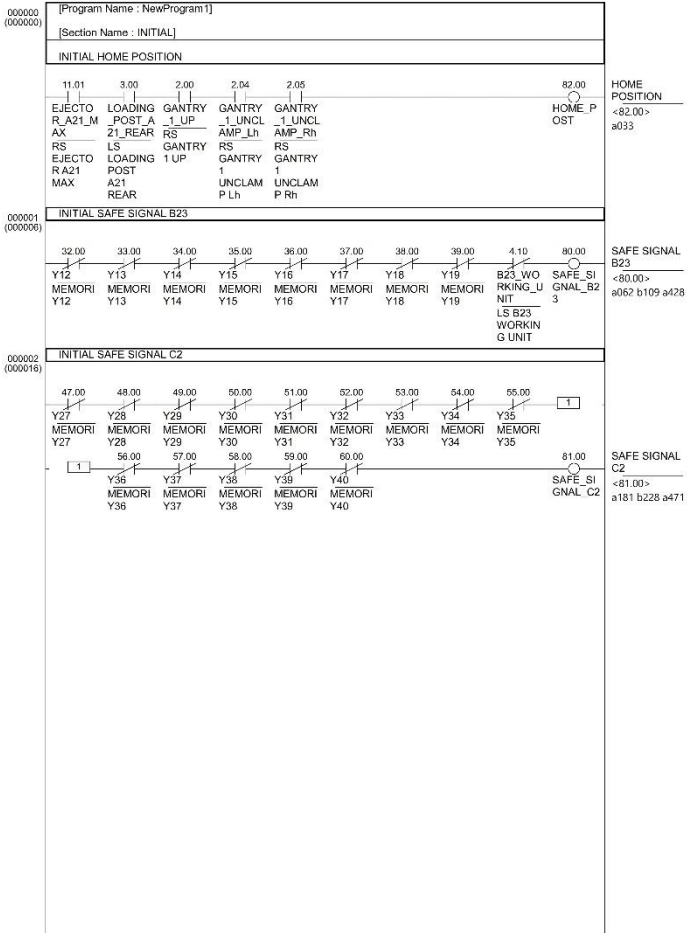 000000
(000000)
[Program Name : NewProgram1]
[Section Name : INITIAL]
INITIAL HOME POSITION
11.01 3.00 2.00 2.04 2.05 82.00
EJECTO LOADING GANTRY GANTRY GANTRY HOME_P
R_A21_M _POST_A _1_UP _1_UNCL _1_UNCL OST
AX 21_REAR RS AMP_Lh AMP_Rh
RS LS GANTRY RS RS
EJECTO LOADING 1 UP GANTRY GANTRY
R A21 POST 1 1
MAX A21 UNCLAM UNCLAM
REAR P Lh P Rh
HOME
POSITION
<82.00>
a033
000001
(000006)
INITIAL SAFE SIGNAL B23
32.00 33.00 34.00 35.00 36.00 37.00 38.00 39.00 4.10 80.00
Y12 Y13 Y14 Y15 Y16 Y17 Y18 Y19 B23_WO SAFE_SI
MEMORI MEMORI MEMORI MEMORI MEMORI MEMORI MEMORI MEMORI RKING_U GNAL_B2
Y12 Y13 Y14 Y15 Y16 Y17 Y18 Y19 NIT 3
LS B23
WORKIN
G UNIT
SAFE SIGNAL
B23
<80.00>
a062 b109 a428
000002
(000016)
INITIAL SAFE SIGNAL C2
47.00 48.00 49.00 50.00 51.00 52.00 53.00 54.00 55.00
1
Y27 Y28 Y29 Y30 Y31 Y32 Y33 Y34 Y35
MEMORI MEMORI MEMORI MEMORI MEMORI MEMORI MEMORI MEMORI MEMORI
Y27 Y28 Y29 Y30 Y31 Y32 Y33 Y34 Y35
56.00 57.00 58.00 59.00 60.00 81.00
1
Y36 Y37 Y38 Y39 Y40 SAFE_SI
MEMORI MEMORI MEMORI MEMORI MEMORI GNAL_C2
Y36 Y37 Y38 Y39 Y40
SAFE SIGNAL
C2
<81.00>
a181 b228 a471